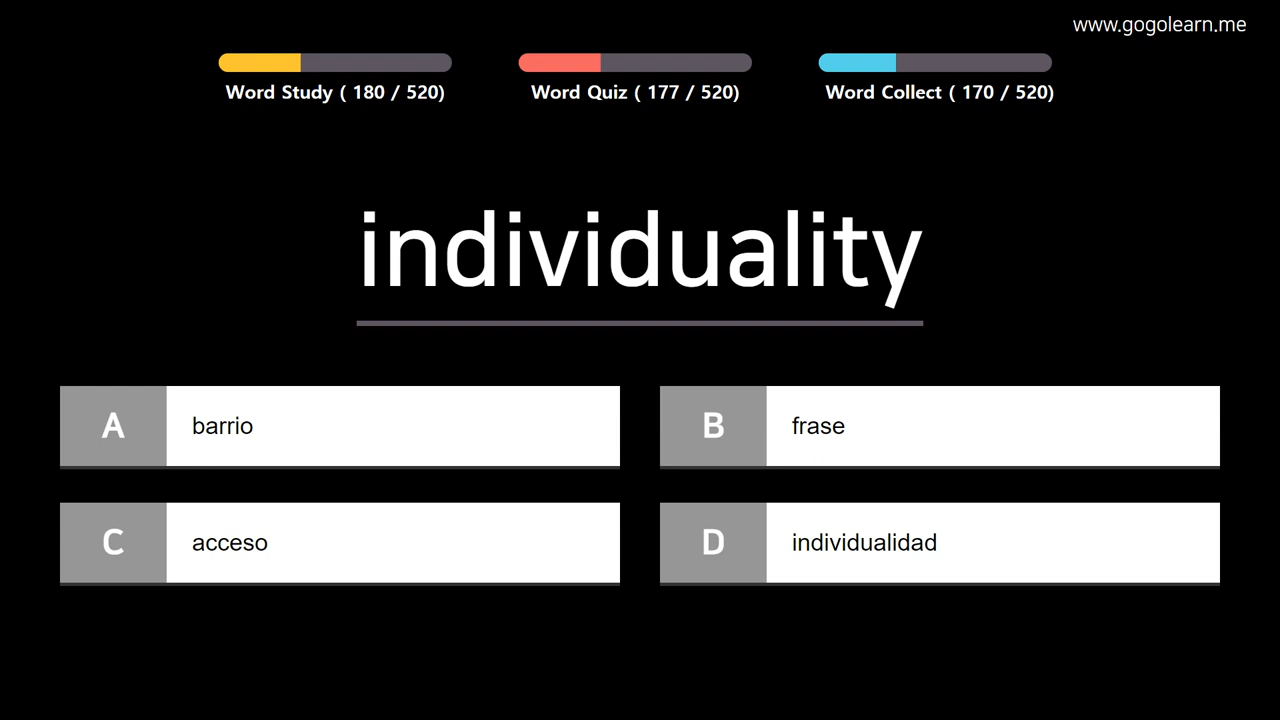 www.gogolearn.me
Word Study ( 180 / 520)
Word Quiz ( 177 / 520)
Word Collect ( 170 / 520)
individuality
A
barrio
B
frase
C
acceso
D
individualidad